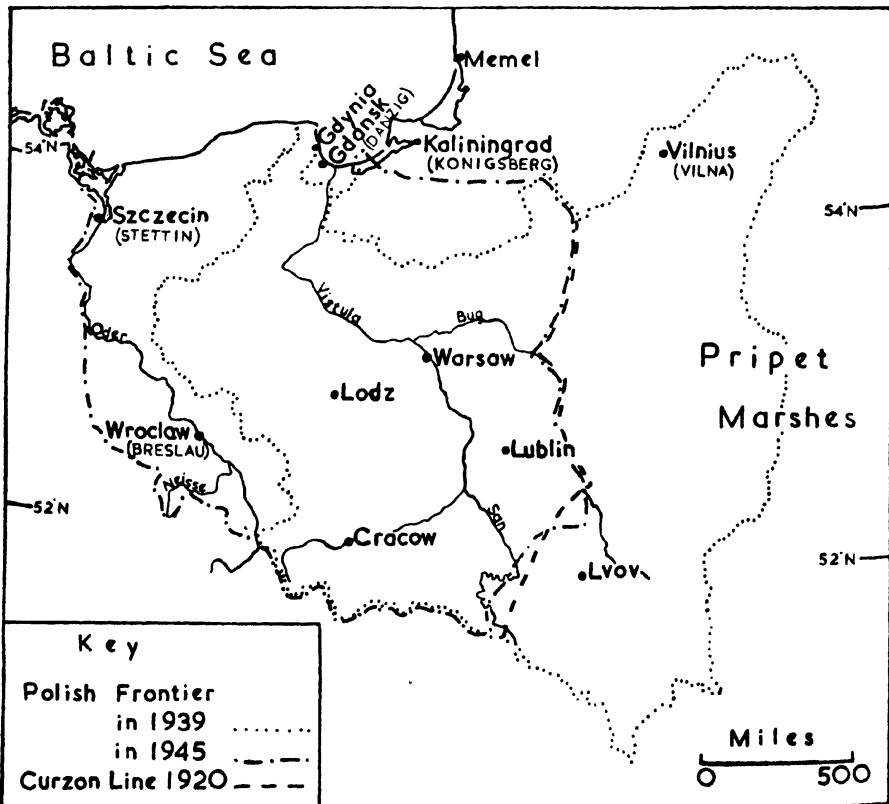 Baltic Sea
Memel
Gdynia
Gdańsk
(DANZIG)
Kaliningrad
(KONIGSBERG)
Vilnius
(VILNA)
54°N
54°N
Szczecin
(STETTIN)
Vistula
Bug
Oder
Warsaw
Pripet
Marshes
Lodz
Wroclaw
(BRESLAU)
Lublin
Neisse
52°N
San
Cracow
52°N
Lvov
Key
Polish Frontier
in 1939
in 1945
Curzon Line 1920
Miles
0 500